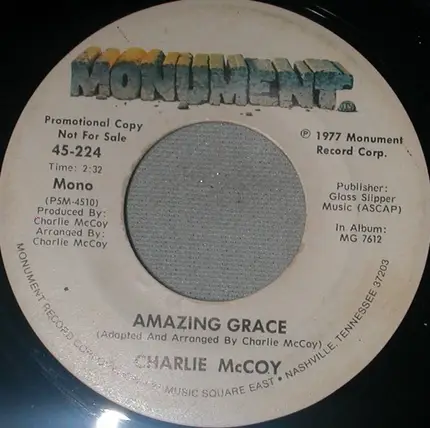 MONUMENT
Promotional Copy
Not For Sale
45-224
Time: 2:32
Mono
(P5M-4510)
Produced By:
Charlie McCoy
Arranged By:
Charlie McCoy
℗ 1977 Monument
Record Corp.
Publisher:
Glass Slipper
Music (ASCAP)
In Album:
MG 7612
AMAZING GRACE
(Adapted and Arranged By Charlie McCoy)
CHARLIE McCOY
MONUMENT RECORD CORP. MUSIC SQUARE EAST • NASHVILLE, TENNESSEE 37203